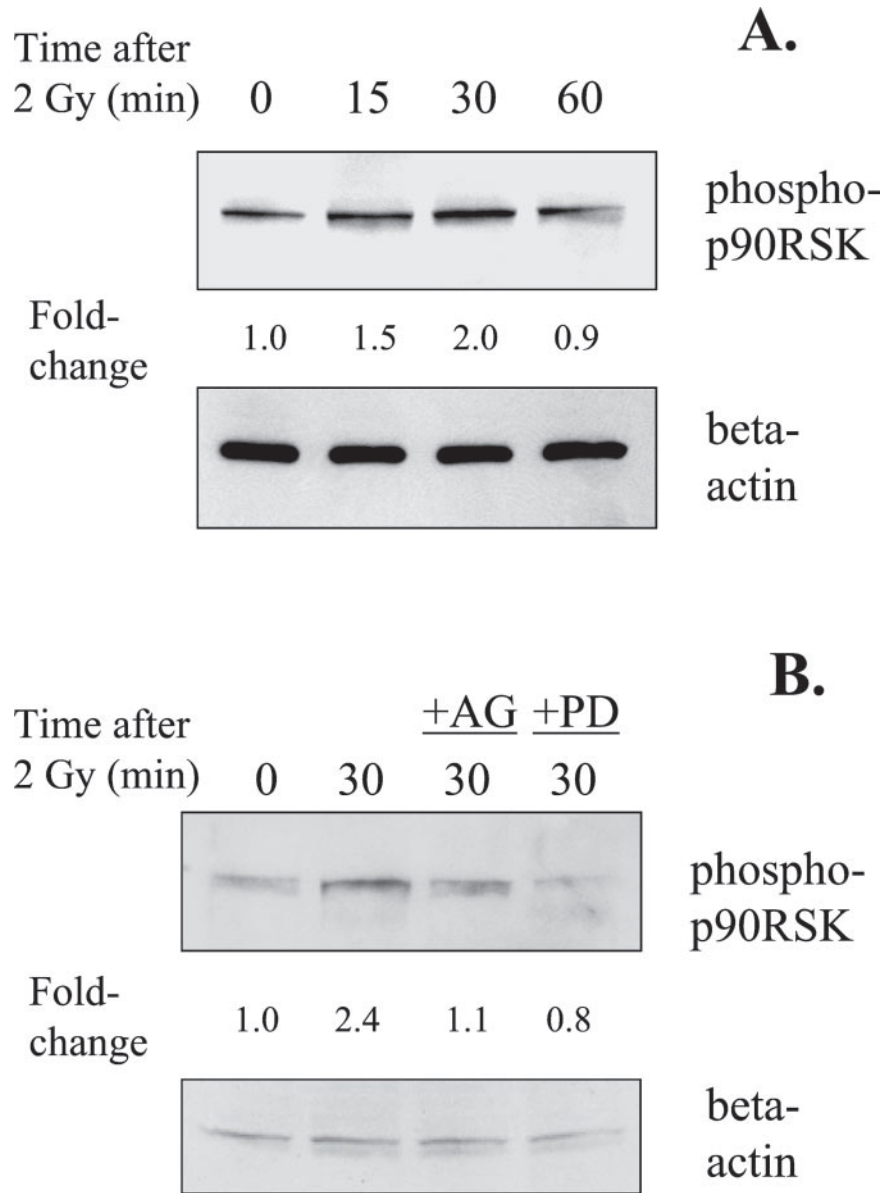 A.
Time after
2 Gy (min) 0 15 30 60
phospho-
p90RSK
Fold-
change 1.0 1.5 2.0 0.9
beta-
actin
B.
+AG +PD
Time after
2 Gy (min) 0 30 30 30
phospho-
p90RSK
Fold-
change 1.0 2.4 1.1 0.8
beta-
actin